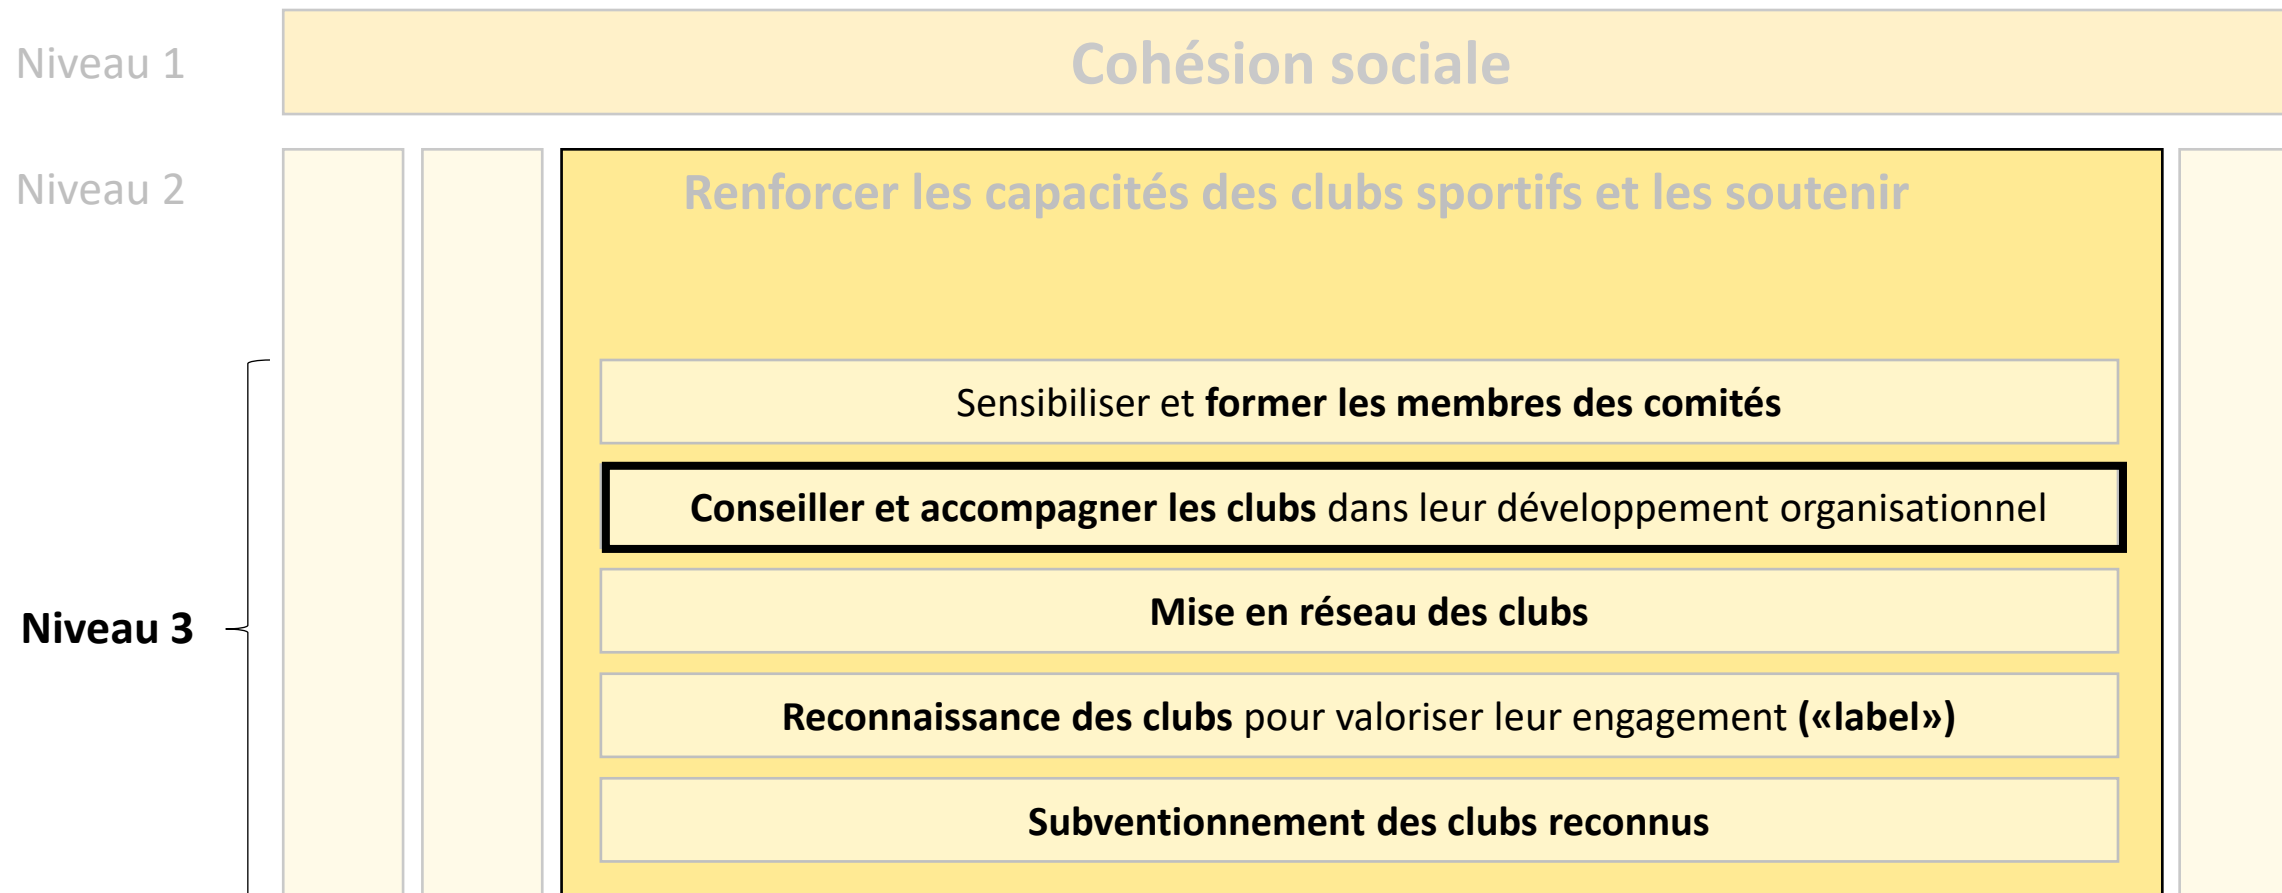 Niveau 1
Cohésion sociale
Niveau 2
Renforcer les capacités des clubs sportifs et les soutenir
Sensibiliser et former les membres des comités
Conseiller et accompagner les clubs dans leur développement organisationnel
Niveau 3
Mise en réseau des clubs
Reconnaissance des clubs pour valoriser leur engagement («label»)
Subventionnement des clubs reconnus